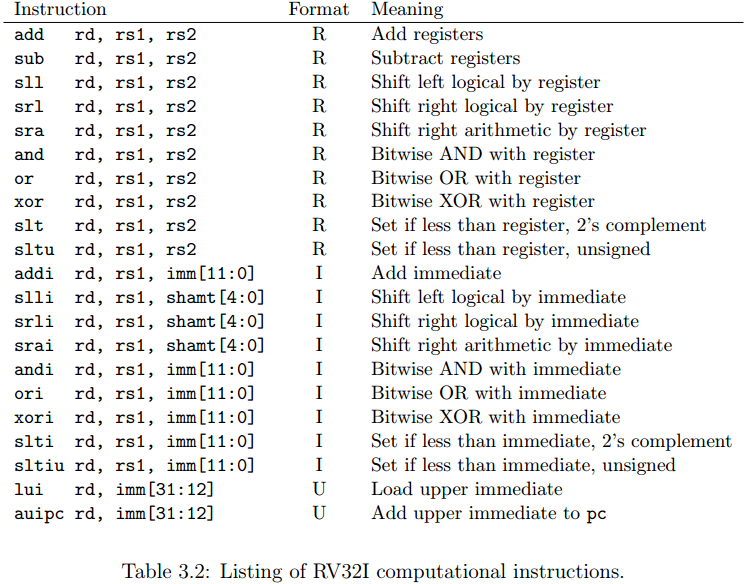 Instruction Format Meaning
add rd, rs1, rs2 R Add registers
sub rd, rs1, rs2 R Subtract registers
sll rd, rs1, rs2 R Shift left logical by register
srl rd, rs1, rs2 R Shift right logical by register
sra rd, rs1, rs2 R Shift right arithmetic by register
and rd, rs1, rs2 R Bitwise AND with register
or rd, rs1, rs2 R Bitwise OR with register
xor rd, rs1, rs2 R Bitwise XOR with register
slt rd, rs1, rs2 R Set if less than register, 2's complement
sltu rd, rs1, rs2 R Set if less than register, unsigned
addi rd, rs1, imm[11:0] I Add immediate
slli rd, rs1, shamt[4:0] I Shift left logical by immediate
srli rd, rs1, shamt[4:0] I Shift right logical by immediate
srai rd, rs1, shamt[4:0] I Shift right arithmetic by immediate
andi rd, rs1, imm[11:0] I Bitwise AND with immediate
ori rd, rs1, imm[11:0] I Bitwise OR with immediate
xori rd, rs1, imm[11:0] I Bitwise XOR with immediate
slti rd, rs1, imm[11:0] I Set if less than immediate, 2's complement
sltiu rd, rs1, imm[11:0] I Set if less than immediate, unsigned
lui rd, imm[31:12] U Load upper immediate
auipc rd, imm[31:12] U Add upper immediate to pc
Table 3.2: Listing of RV32I computational instructions.